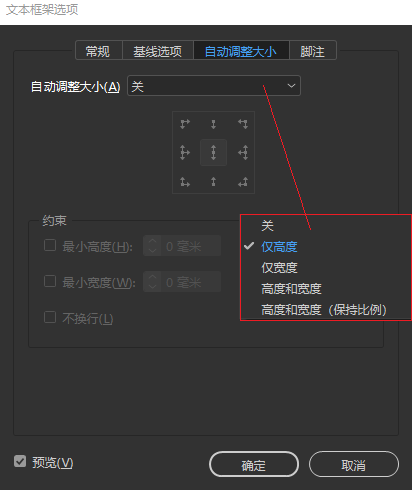 文本框架选项
常规 基线选项 自动调整大小 脚注
自动调整大小(A) 关
约束
最小高度(H): 0 毫米
最小宽度(W): 0 毫米
不换行(L)
关
仅高度
仅宽度
高度和宽度
高度和宽度（保持比例）
预览(V) 确定 取消